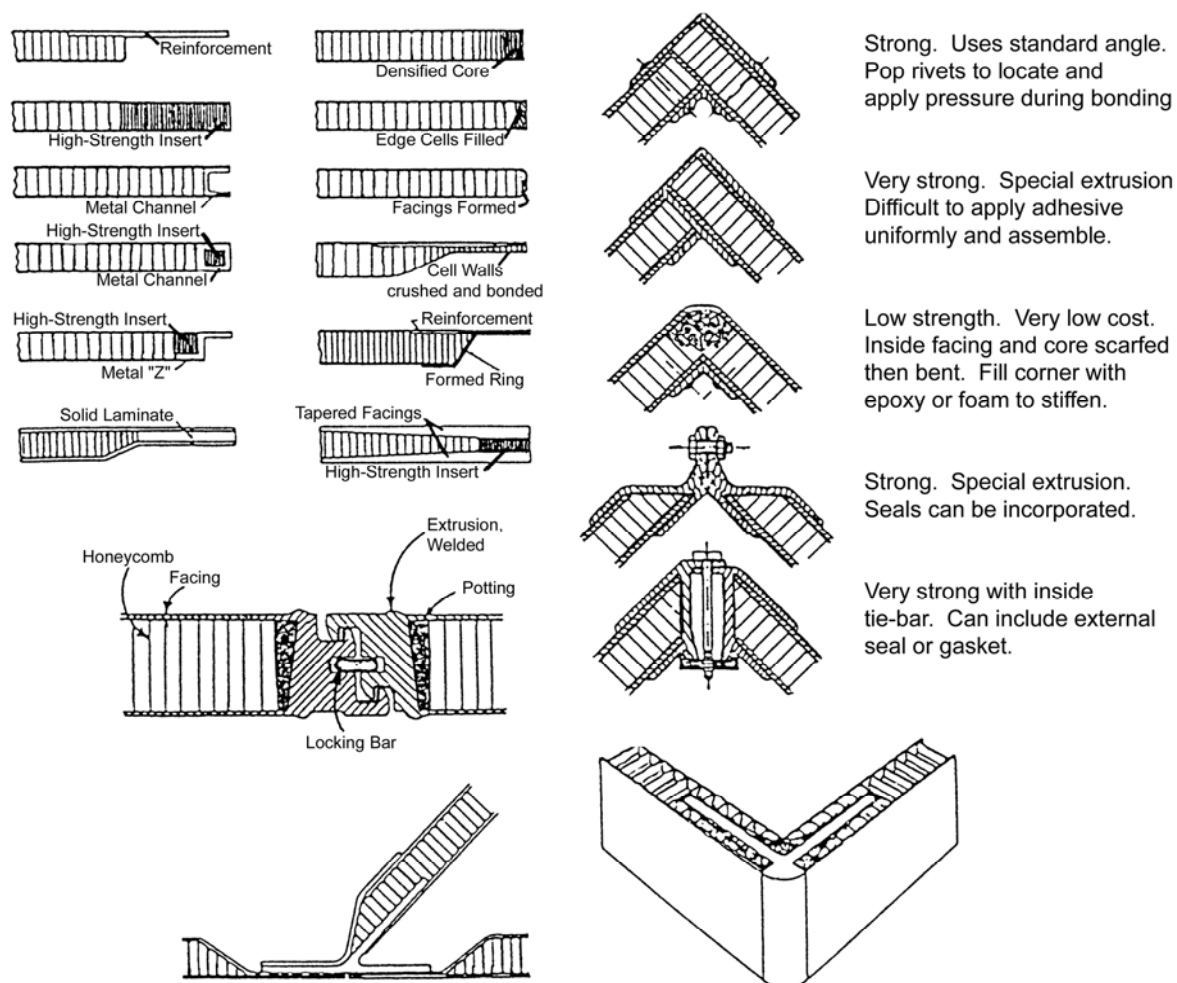 Reinforcement
High-Strength Insert
Metal Channel
High-Strength Insert
Metal Channel
High-Strength Insert
Metal "Z"
Solid Laminate
Densified Core
Edge Cells Filled
Facings Formed
Cell Walls
crushed and bonded
Reinforcement
Formed Ring
Tapered Facings
High-Strength Insert
Honeycomb
Facing
Extrusion,
Welded
Potting
Locking Bar
Strong. Uses standard angle.
Pop rivets to locate and
apply pressure during bonding
Very strong. Special extrusion
Difficult to apply adhesive
uniformly and assemble.
Low strength. Very low cost.
Inside facing and core scarfed
then bent. Fill corner with
epoxy or foam to stiffen.
Strong. Special extrusion.
Seals can be incorporated.
Very strong with inside
tie-bar. Can include external
seal or gasket.